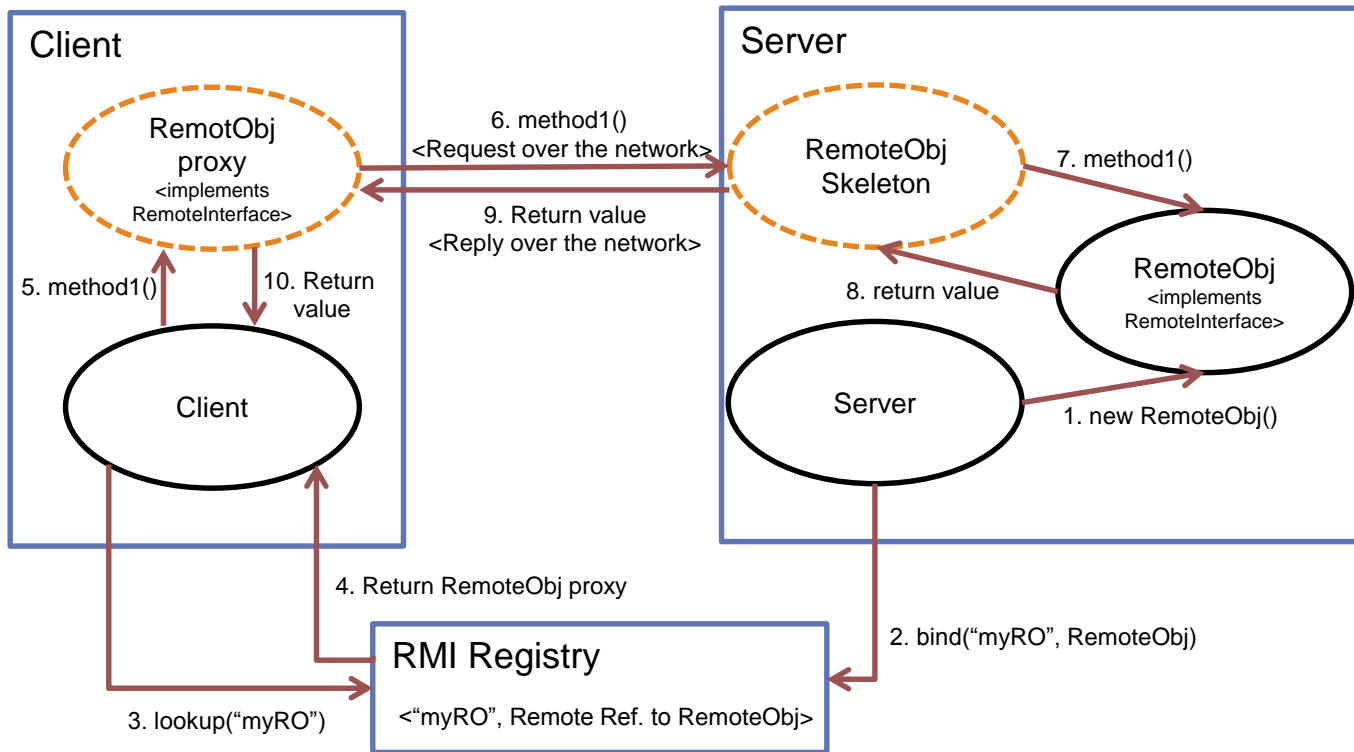 Client
RemotObj
proxy
<implements
RemoteInterface>
5. method1()
10. Return
value
Client
6. method1()
<Request over the network>
9. Return value
<Reply over the network>
Server
RemoteObj
Skeleton
7. method1()
RemoteObj
<implements
RemoteInterface>
8. return value
Server
1. new RemoteObj()
4. Return RemoteObj proxy
2. bind(“myRO”, RemoteObj)
3. lookup(“myRO”)
RMI Registry
<“myRO”, Remote Ref. to RemoteObj>